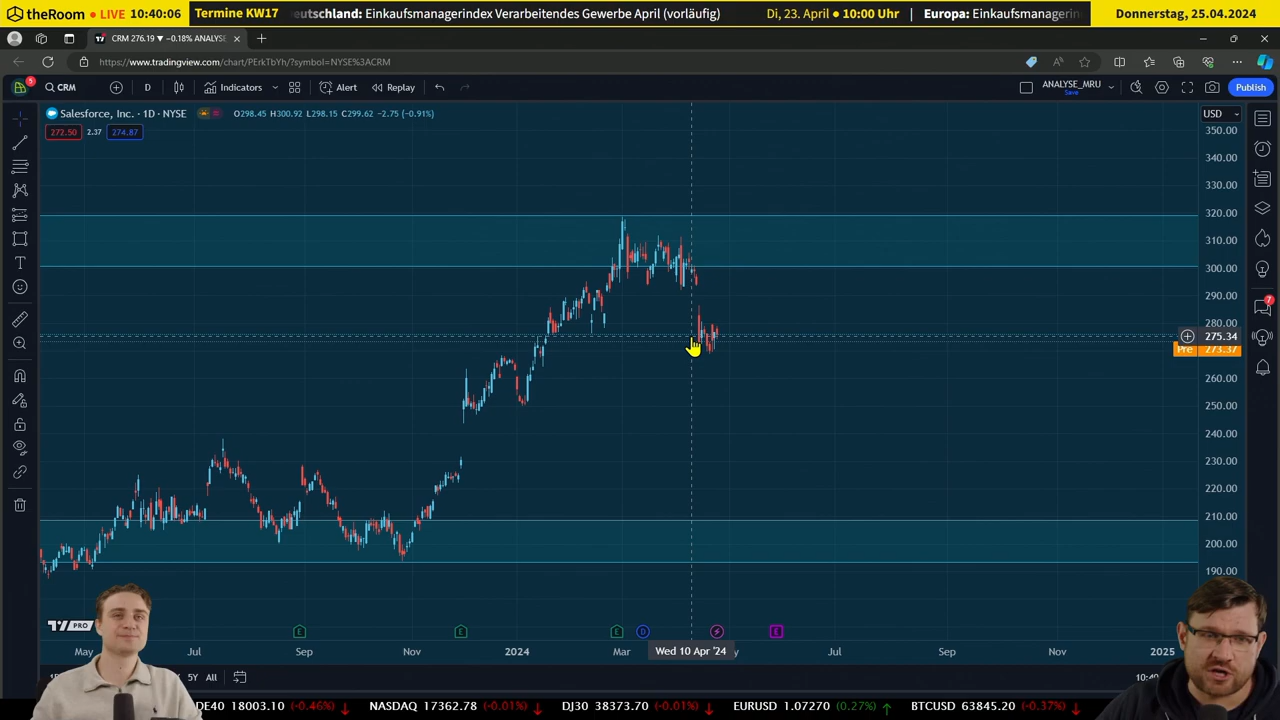 theRoom
LIVE 10:40:06
Termine KW17
eutschland: Einkaufsmanagerindex Verarbeitendes Gewerbe April (vorläufig)
Di, 23. April ● 10:00 Uhr
Europa: Einkaufsmanagerin
Donnerstag, 25.04.2024
CRM 276.19 ▼ −0.18% ANALYSE
https://www.tradingview.com/chart/PErkTbYh/?symbol=NYSE%3ACRM
5
CRM
D
Indicators
Alert
Replay
ANALYSE_MRU
Save
Publish
Salesforce, Inc. · 1D · NYSE
O298.45 H300.92 L298.15 C299.62 −2.75 (−0.91%)
USD
272.50 2.37 274.87
350.00
340.00
330.00
320.00
310.00
300.00
290.00
280.00
275.34
Pre 273.37
260.00
250.00
240.00
230.00
220.00
210.00
200.00
190.00
7
E
E
E
D
E
PRO
May
Jul
Sep
Nov
2024
Mar
Wed 10 Apr '24
y
Jul
Sep
Nov
2025
5Y
All
10:40
DE40 18003.10 (-0.46%)
NASDAQ 17362.78 (-0.01%)
DJ30 38373.70 (-0.01%)
EURUSD 1.07270 (0.27%)
BTCUSD 63845.20 (-0.37%)